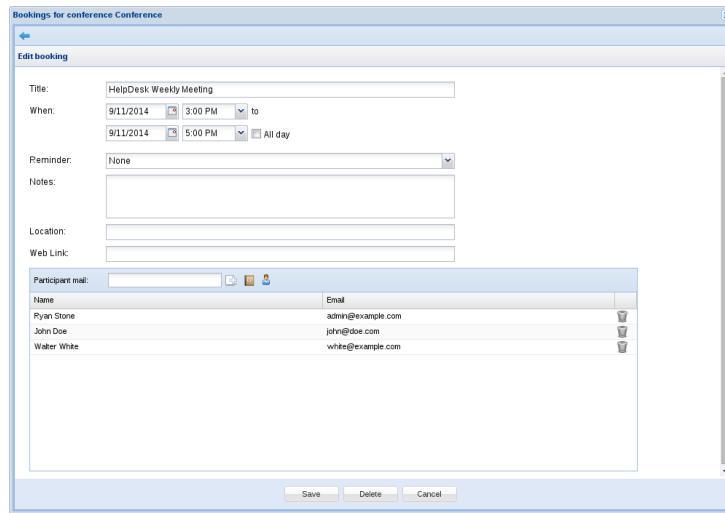 Bookings for conference Conference
Edit booking
Title: HelpDesk Weekly Meeting
When: 9/11/2014 3:00 PM to
9/11/2014 5:00 PM All day
Reminder: None
Notes:
Location:
Web Link:
Participant mail:
Name Email
Ryan Stone admin@example.com
John Doe john@doe.com
Walter White white@example.com
Save Delete Cancel